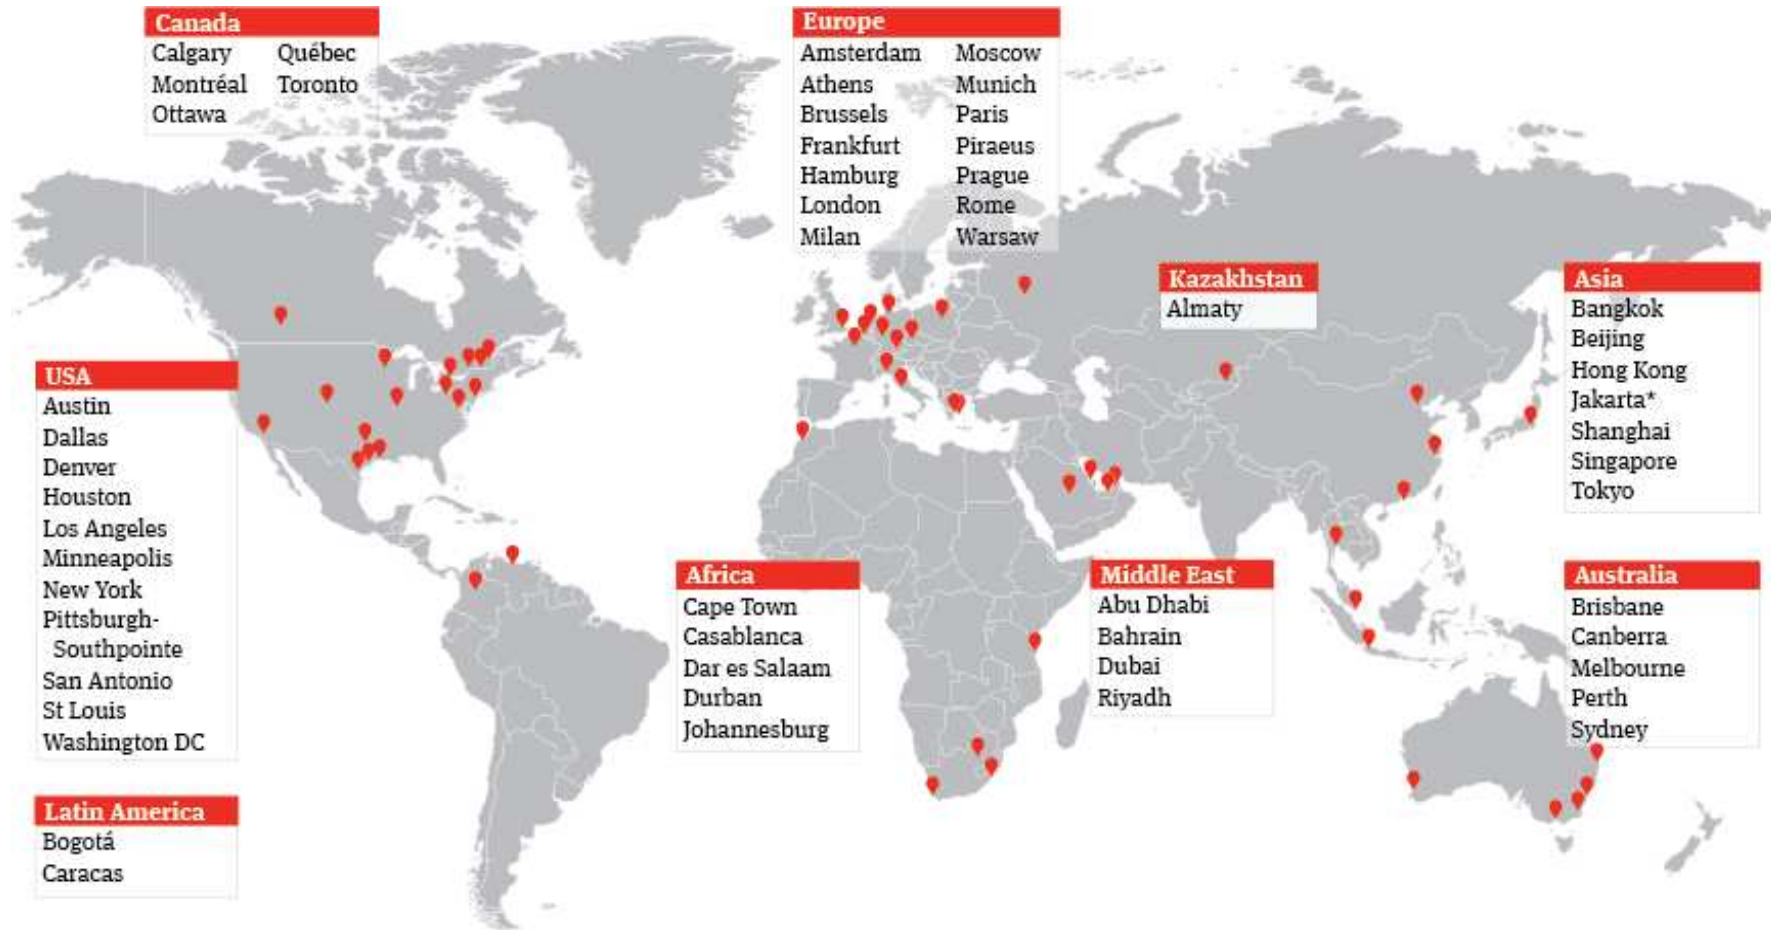 Canada
Calgary
Montréal
Ottawa
Québec
Toronto
Europe
Amsterdam
Athens
Brussels
Frankfurt
Hamburg
London
Milan
Moscow
Munich
Paris
Piraeus
Prague
Rome
Warsaw
Kazakhstan
Almaty
Asia
Bangkok
Beijing
Hong Kong
Jakarta*
Shanghai
Singapore
Tokyo
USA
Austin
Dallas
Denver
Houston
Los Angeles
Minneapolis
New York
Pittsburgh-
Southpointe
San Antonio
St Louis
Washington DC
Africa
Cape Town
Casablanca
Dar es Salaam
Durban
Johannesburg
Middle East
Abu Dhabi
Bahrain
Dubai
Riyadh
Australia
Brisbane
Canberra
Melbourne
Perth
Sydney
Latin America
Bogotá
Caracas